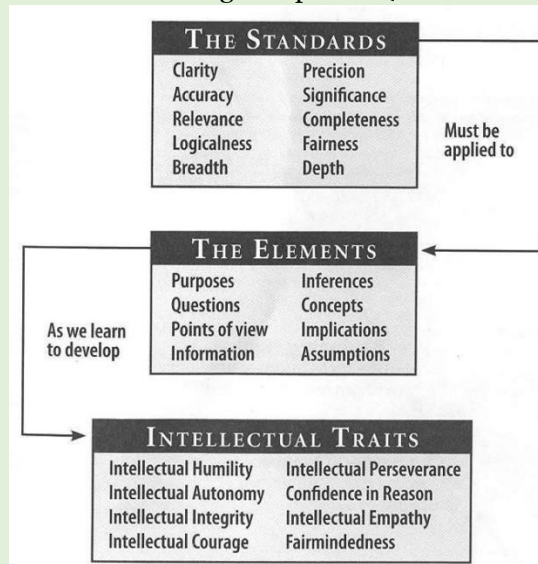 THE STANDARDS
Clarity Precision
Accuracy Significance
Relevance Completeness
Logicalness Fairness
Breadth Depth
Must be
applied to
THE ELEMENTS
Purposes Inferences
Questions Concepts
Points of view Implications
Information Assumptions
As we learn
to develop
INTELLECTUAL TRAITS
Intellectual Humility Intellectual Perseverance
Intellectual Autonomy Confidence in Reason
Intellectual Integrity Intellectual Empathy
Intellectual Courage Fairmindedness